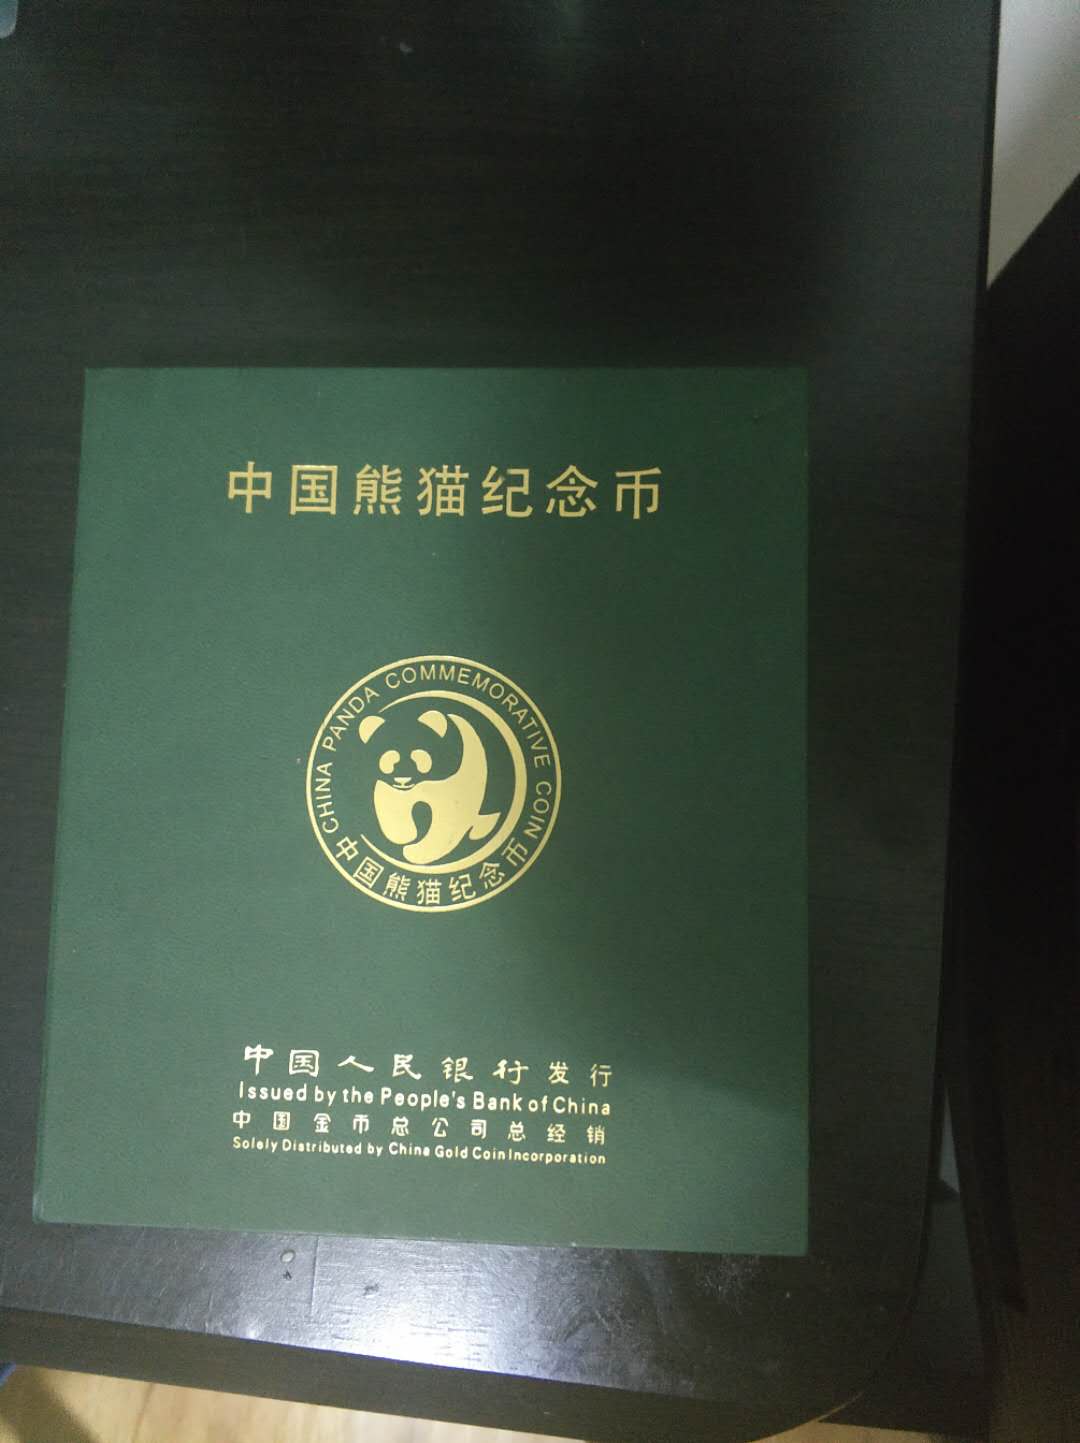 中国熊猫纪念币
CHINA PANDA COMMEMORATIVE COIN
中国熊猫纪念币
中国人民银行发行
Issued by the People's Bank of China
中国金币总公司总经销
Solely Distributed by China Gold Coin Incorporation